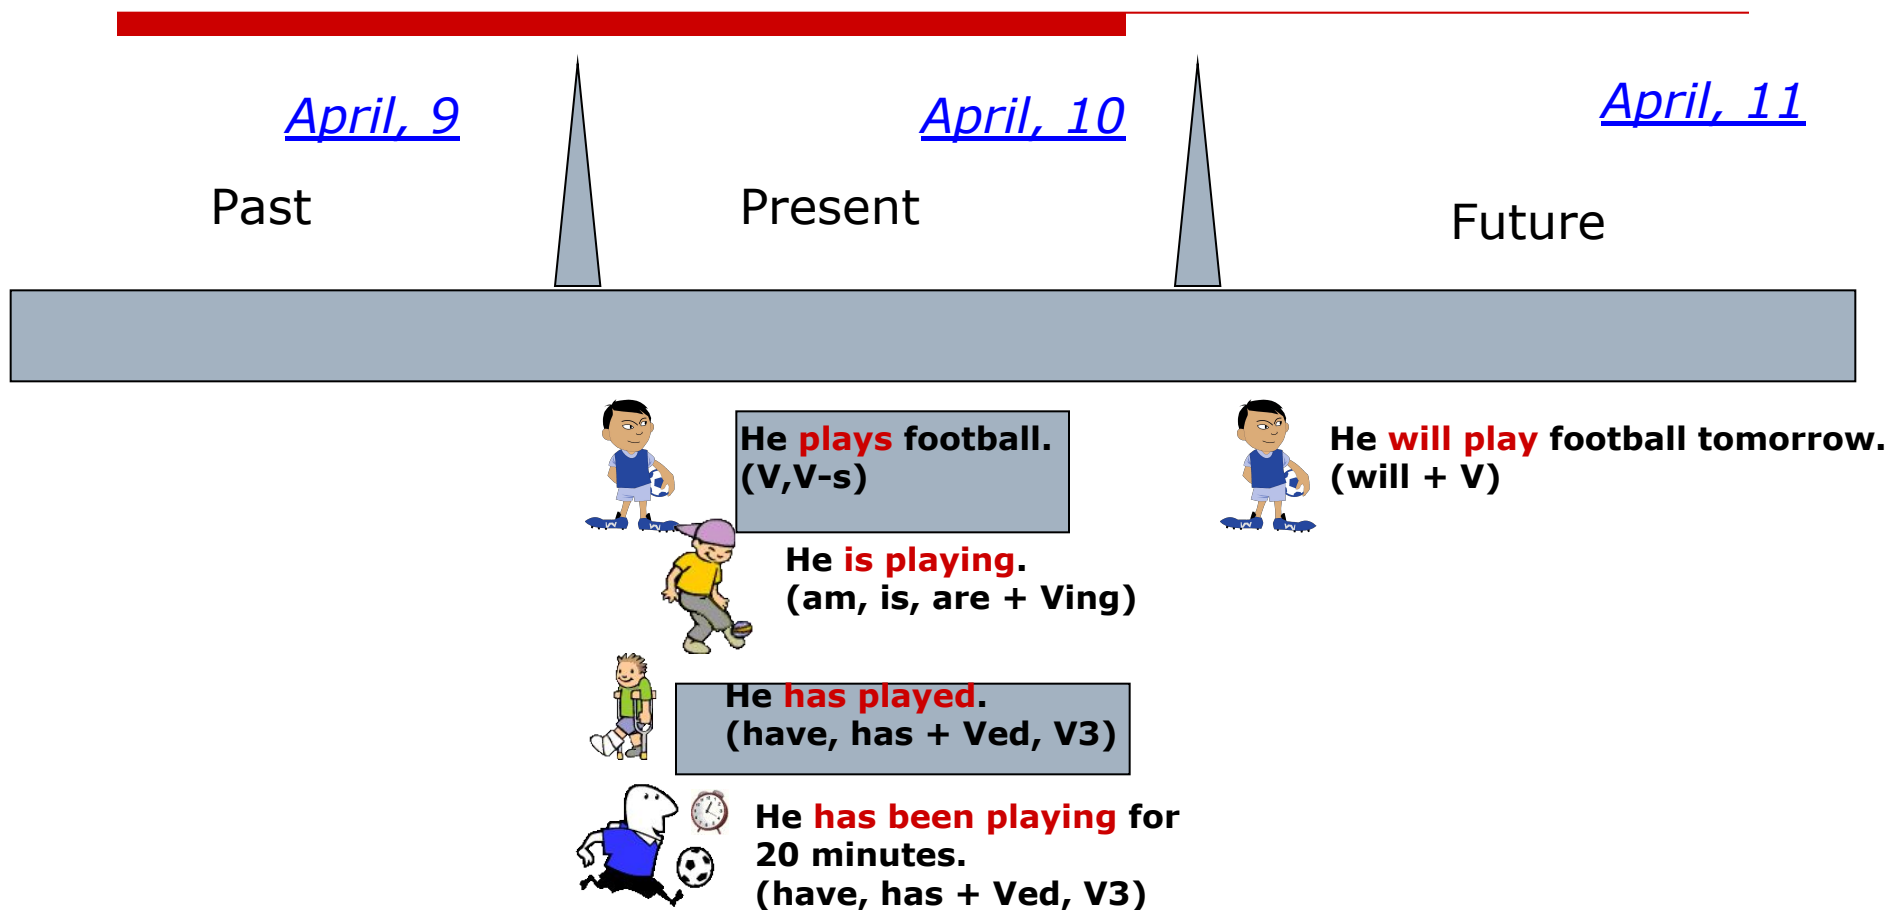 April, 9
April, 10
April, 11
Past
Present
Future
He plays football.
(V,V-s)
He will play football tomorrow.
(will + V)
He is playing.
(am, is, are + Ving)
He has played.
(have, has + Ved, V3)
He has been playing for
20 minutes.
(have, has + Ved, V3)